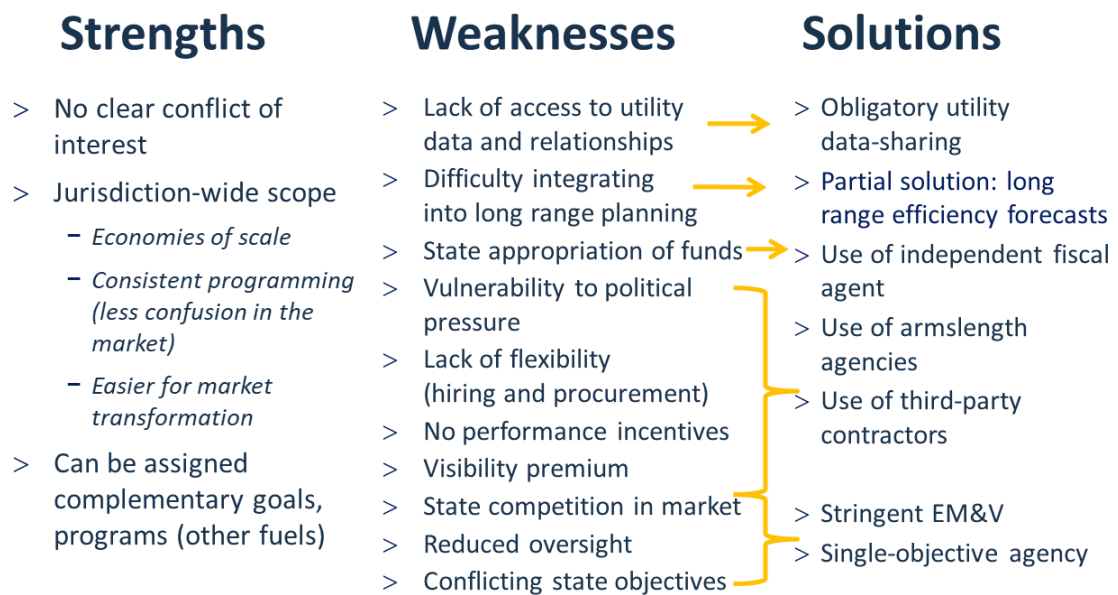 Strengths
> No clear conflict of
interest
> Jurisdiction-wide scope
– Economies of scale
– Consistent programming
(less confusion in the
market)
– Easier for market
transformation
> Can be assigned
complementary goals,
programs (other fuels)
Weaknesses
> Lack of access to utility
data and relationships
> Difficulty integrating
into long range planning
> State appropriation of funds
> Vulnerability to political
pressure
> Lack of flexibility
(hiring and procurement)
> No performance incentives
> Visibility premium
> State competition in market
> Reduced oversight
> Conflicting state objectives
Solutions
> Obligatory utility
data-sharing
> Partial solution: long
range efficiency forecasts
> Use of independent fiscal
agent
> Use of armslength
agencies
> Use of third-party
contractors
> Stringent EM&V
> Single-objective agency